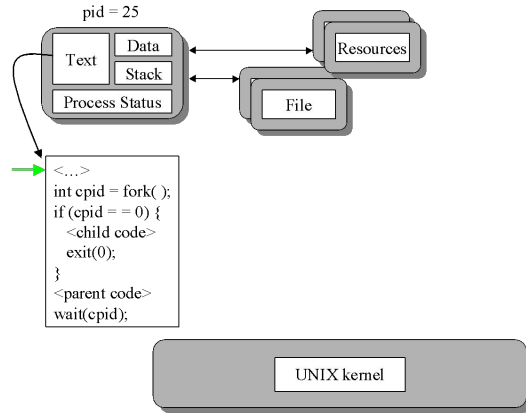 pid = 25
Text
Data
Stack
Process Status
Resources
File
<...>
int cpid = fork( );
if (cpid = = 0) {
<child code>
exit(0);
}
<parent code>
wait(cpid);
UNIX kernel